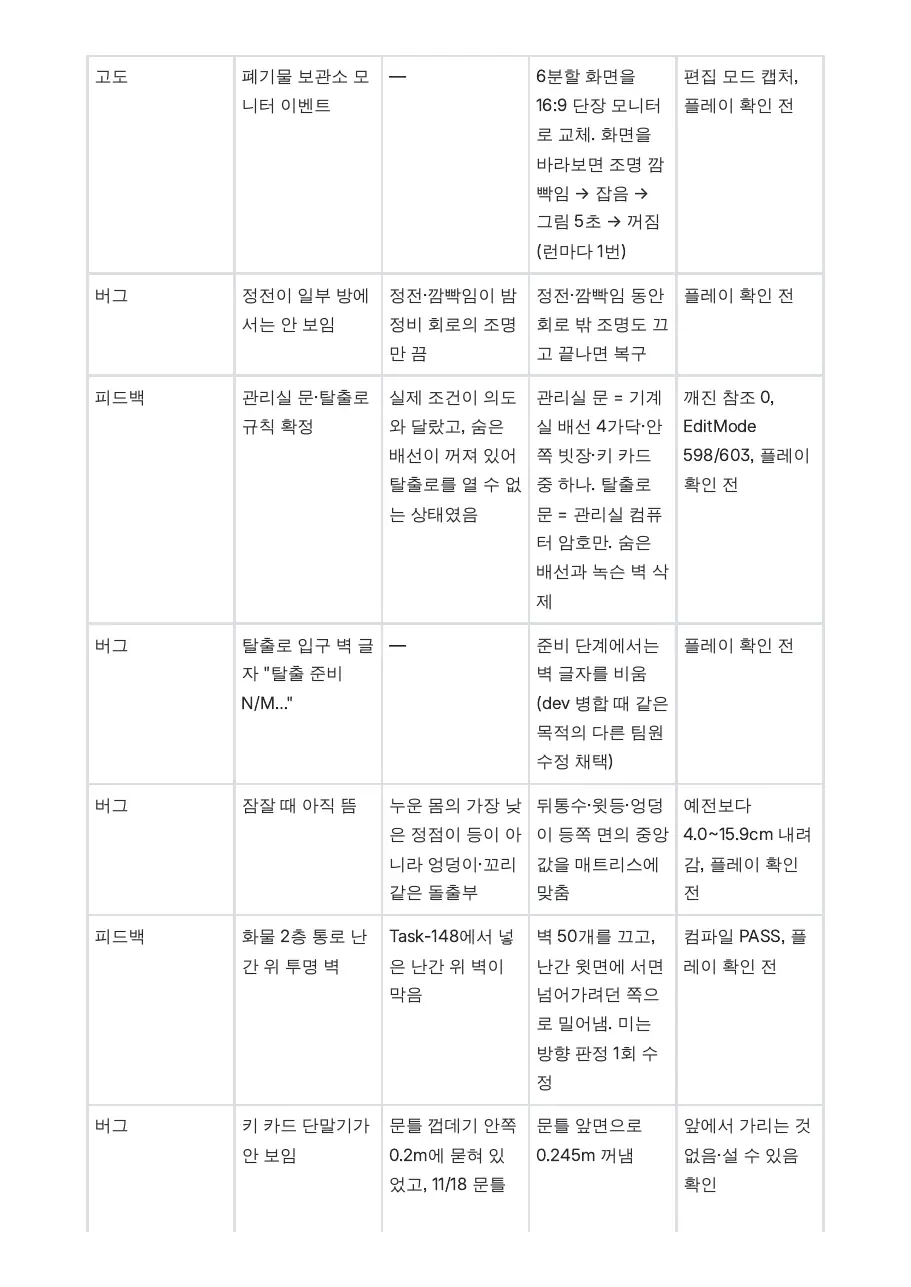 고도
폐기물 보관소 모
니터 이벤트
—
6분할 화면을
16:9 단장 모니터
로 교체. 화면을
바라보면 조명 깜
빡임 → 잡음 →
그림 5초 → 꺼짐
(런마다 1번)
편집 모드 캡처,
플레이 확인 전
버그
정전이 일부 방에
서는 안 보임
정전·깜빡임이 밤
정비 회로의 조명
만 끔
정전·깜빡임 동안
회로 밖 조명도 끄
고 끝나면 복구
플레이 확인 전
피드백
관리실 문·탈출로
규칙 확정
실제 조건이 의도
와 달랐고, 숨은
배선이 꺼져 있어
탈출로를 열 수 없
는 상태였음
관리실 문 = 기계
실 배선 4가닥·안
쪽 빗장·키 카드
중 하나. 탈출로
문 = 관리실 컴퓨
터 암호만. 숨은
배선과 녹슨 벽 삭
제
깨진 참조 0,
EditMode
598/603, 플레이
확인 전
버그
탈출로 입구 벽 글
자 "탈출 준비
N/M…"
—
준비 단계에서는
벽 글자를 비움
(dev 병합 때 같은
목적의 다른 팀원
수정 채택)
플레이 확인 전
버그
잠잘 때 아직 뜸
누운 몸의 가장 낮
은 정점이 등이 아
니라 엉덩이·꼬리
같은 돌출부
뒤통수·윗등·엉덩
이 등쪽 면의 중앙
값을 매트리스에
맞춤
예전보다
4.0~15.9cm 내려
감, 플레이 확인
전
피드백
화물 2층 통로 난
간 위 투명 벽
Task-148에서 넣
은 난간 위 벽이
막음
벽 50개를 끄고,
난간 윗면에 서면
넘어가려던 쪽으
로 밀어냄. 미는
방향 판정 1회 수
정
컴파일 PASS, 플
레이 확인 전
버그
키 카드 단말기가
안 보임
문틀 껍데기 안쪽
0.2m에 묻혀 있
었고, 11/18 문틀
문틀 앞면으로
0.245m 꺼냄
앞에서 가리는 것
없음·설 수 있음
확인